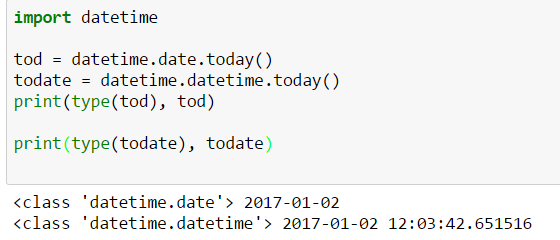 import datetime
tod = datetime.date.today()
todate = datetime.datetime.today()
print(type(tod), tod)
print(type(todate), todate)
<class 'datetime.date'> 2017-01-02
<class 'datetime.datetime'> 2017-01-02 12:03:42.651516